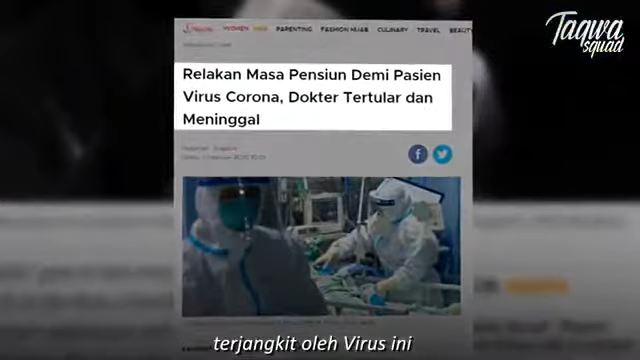 Taqwa
squad
WOMEN
PARENTING FASHION HIJAB CULINARY TRAVEL BEAUTY
Relakan Masa Pensiun Demi Pasien
Virus Corona, Dokter Tertular dan
Meninggal
terjangkit oleh Virus ini